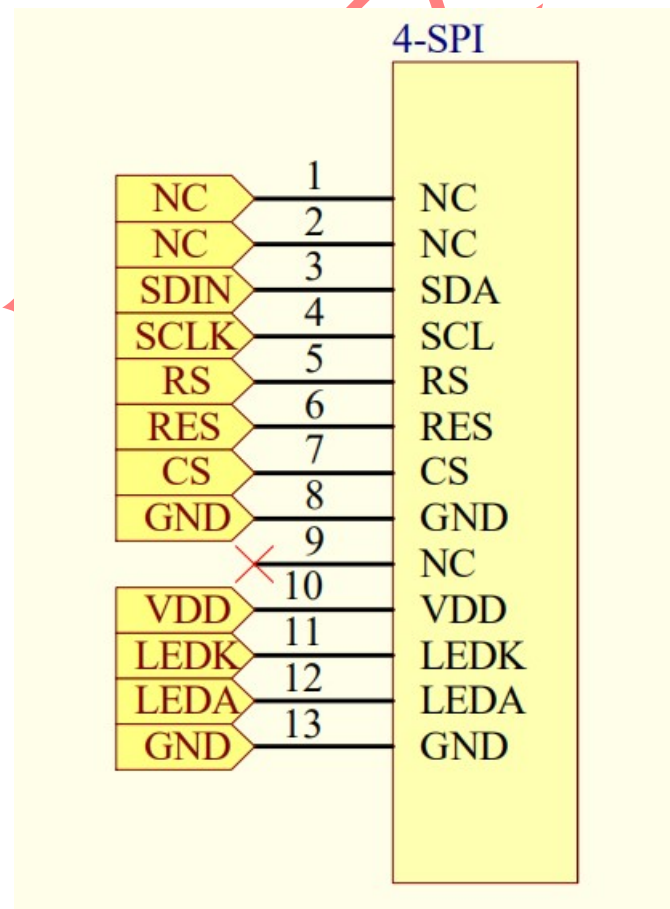 4-SPI
NC 1 NC
NC 2 NC
SDIN 3 SDA
SCLK 4 SCL
RS 5 RS
RES 6 RES
CS 7 CS
GND 8 GND
9 NC
VDD 10 VDD
LEDK 11 LEDK
LEDA 12 LEDA
GND 13 GND